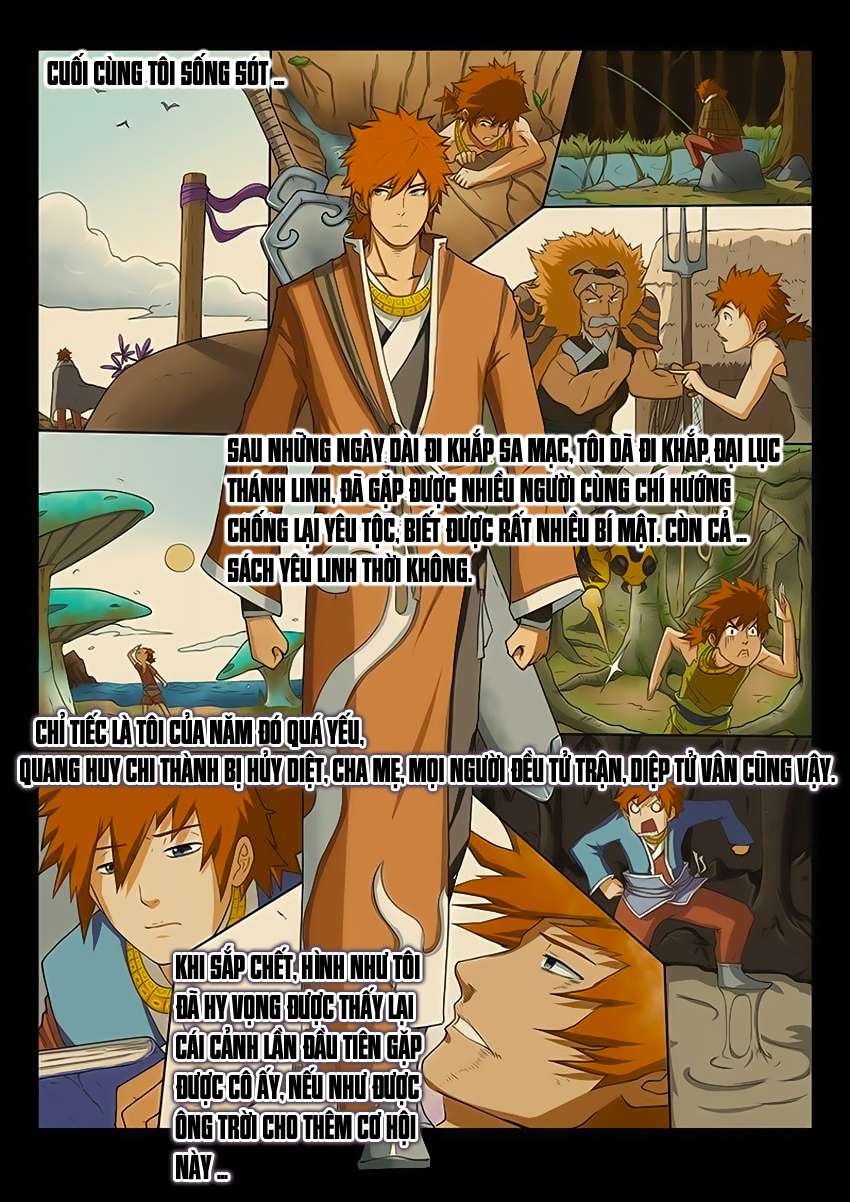 CUỐI CÙNG TÔI SỐNG SÓT ...
SAU NHỮNG NGÀY DÀI ĐI KHẮP SA MẠC, TÔI DÃ ĐI KHẮP ĐẠI LỤC
THÁNH LINH, ĐÃ GẶP ĐƯỢC NHIỀU NGƯỜI CÙNG CHÍ HƯỚNG
CHỐNG LẠI YÊU TỘC, BIẾT ĐƯỢC RẤT NHIỀU BÍ MẬT. CÒN CẢ ...
SÁCH YÊU LINH THỜI KHÔNG.
CHỈ TIẾC LÀ TÔI CỦA NĂM ĐÓ QUÁ YẾU,
QUANG HUY CHI THÀNH BỊ HỦY DIỆT, CHA MẸ, MỌI NGƯỜI ĐỀU TỬ TRẬN, DIỆP TỬ VÂN CŨNG VẬY.
KHI SẮP CHẾT, HÌNH NHƯ TÔI
ĐÃ HY VỌNG ĐƯỢC THẤY LẠI
CÁI CẢNH LẦN ĐẦU TIÊN GẶP
ĐƯỢC CÔ ẤY, NẾU NHƯ ĐƯỢC
ÔNG TRỜI CHO THÊM CƠ HỘI
NÀY ...